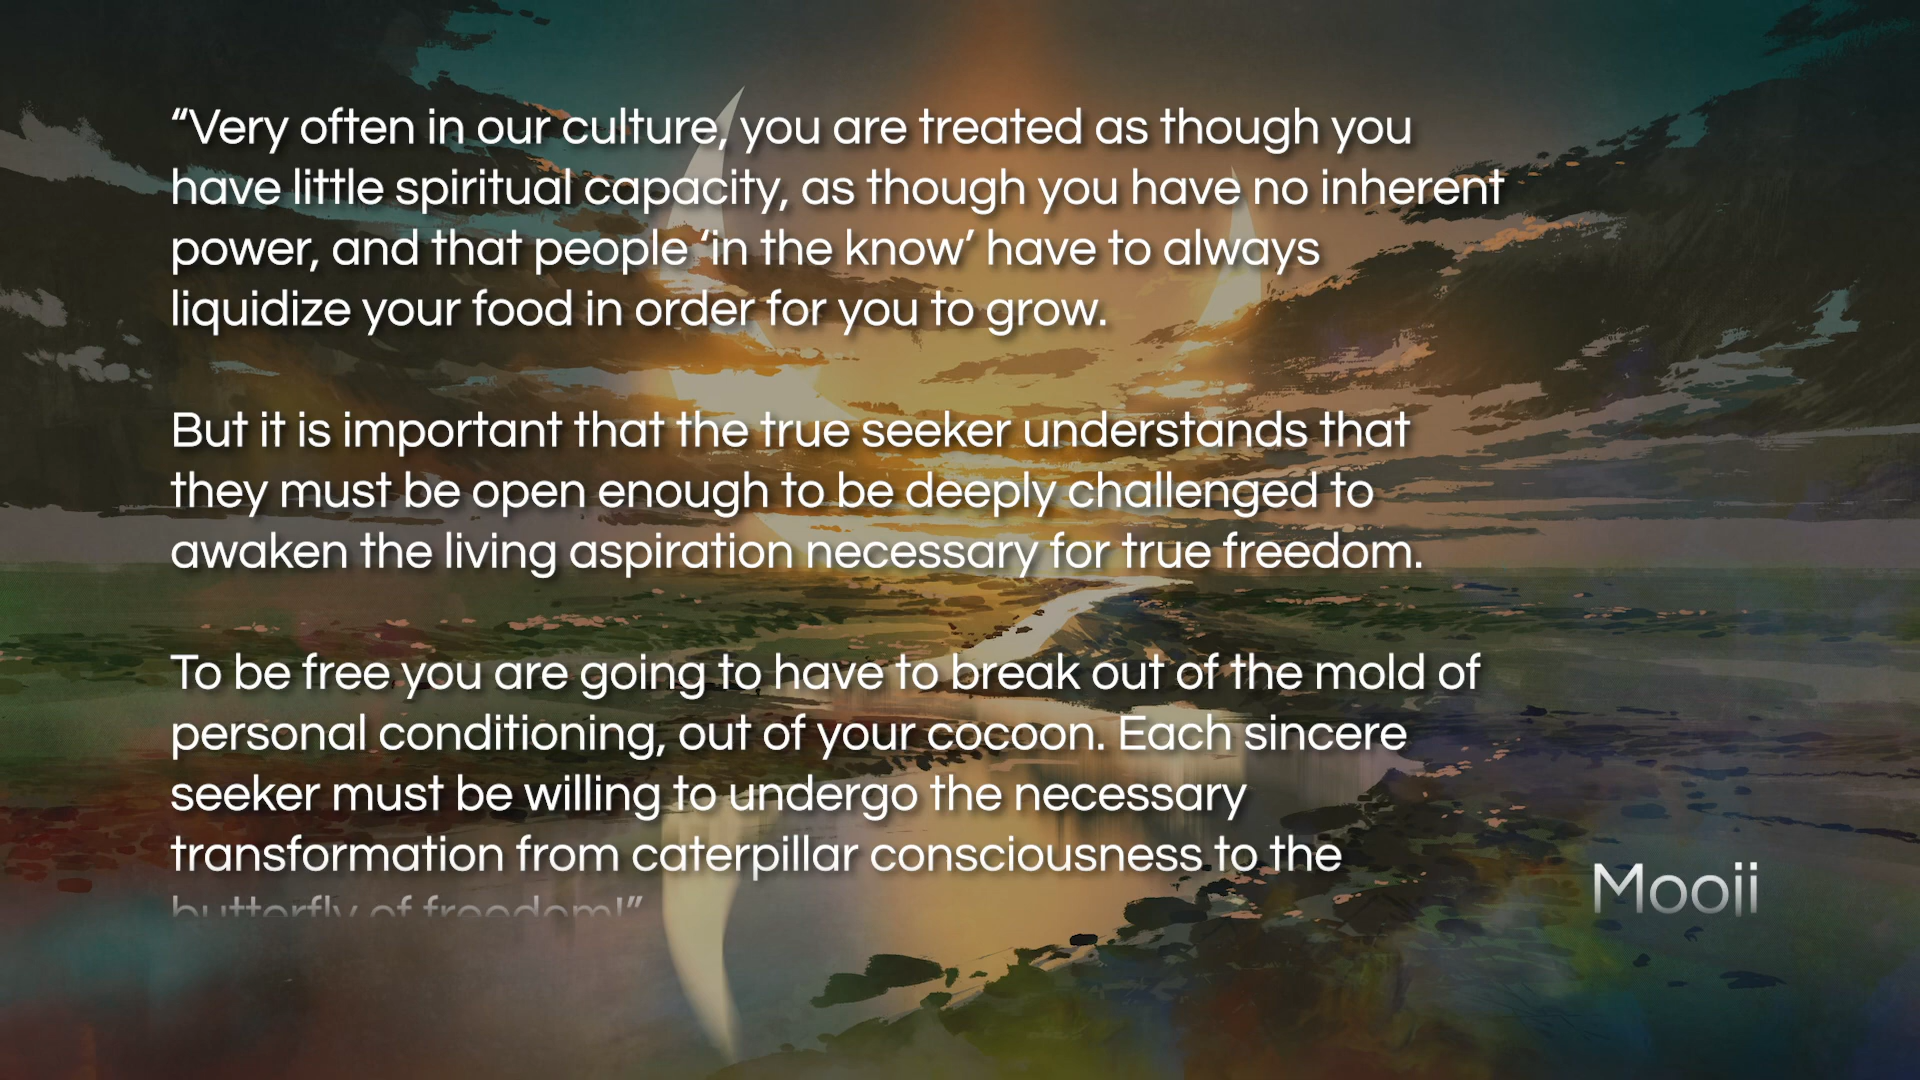 “Very often in our culture, you are treated as though you
have little spiritual capacity, as though you have no inherent
power, and that people ‘in the know’ have to always
liquidize your food in order for you to grow.
But it is important that the true seeker understands that
they must be open enough to be deeply challenged to
awaken the living aspiration necessary for true freedom.
To be free you are going to have to break out of the mold of
personal conditioning, out of your cocoon. Each sincere
seeker must be willing to undergo the necessary
transformation from caterpillar consciousness to the
butterfly of freedom!”
Mooji